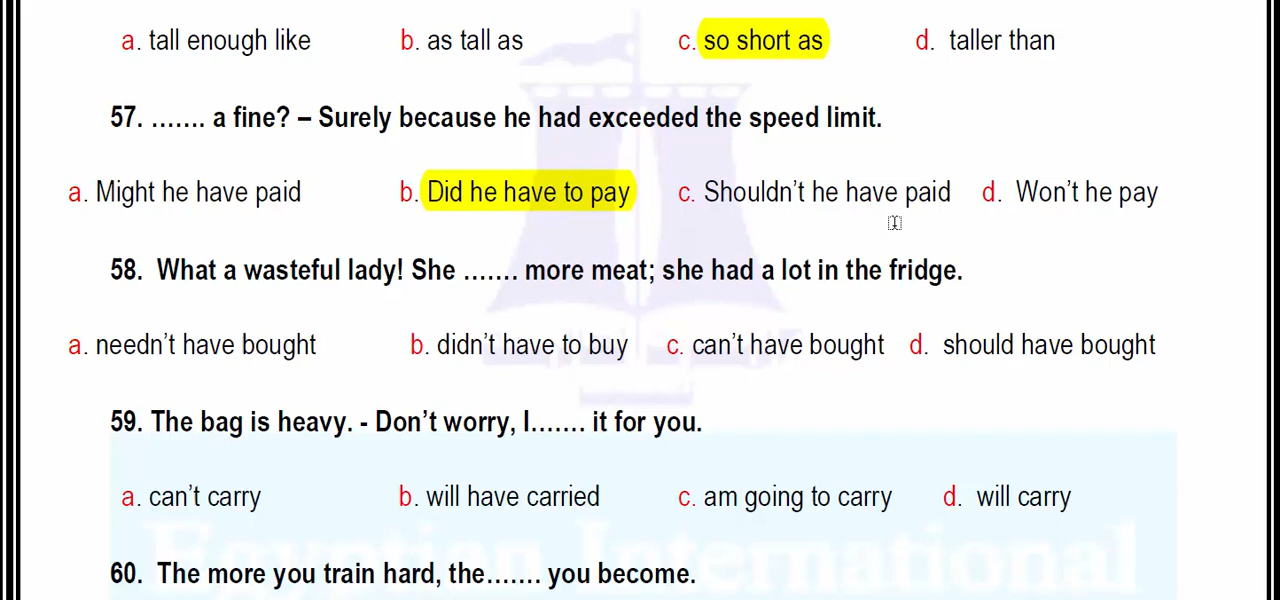 a. tall enough like b. as tall as c. so short as d. taller than
57. ....... a fine? – Surely because he had exceeded the speed limit.
a. Might he have paid b. Did he have to pay c. Shouldn't he have paid d. Won't he pay
58. What a wasteful lady! She ....... more meat; she had a lot in the fridge.
a. needn't have bought b. didn't have to buy c. can't have bought d. should have bought
59. The bag is heavy. - Don't worry, I....... it for you.
a. can't carry b. will have carried c. am going to carry d. will carry
Egyptian International
60. The more you train hard, the....... you become.